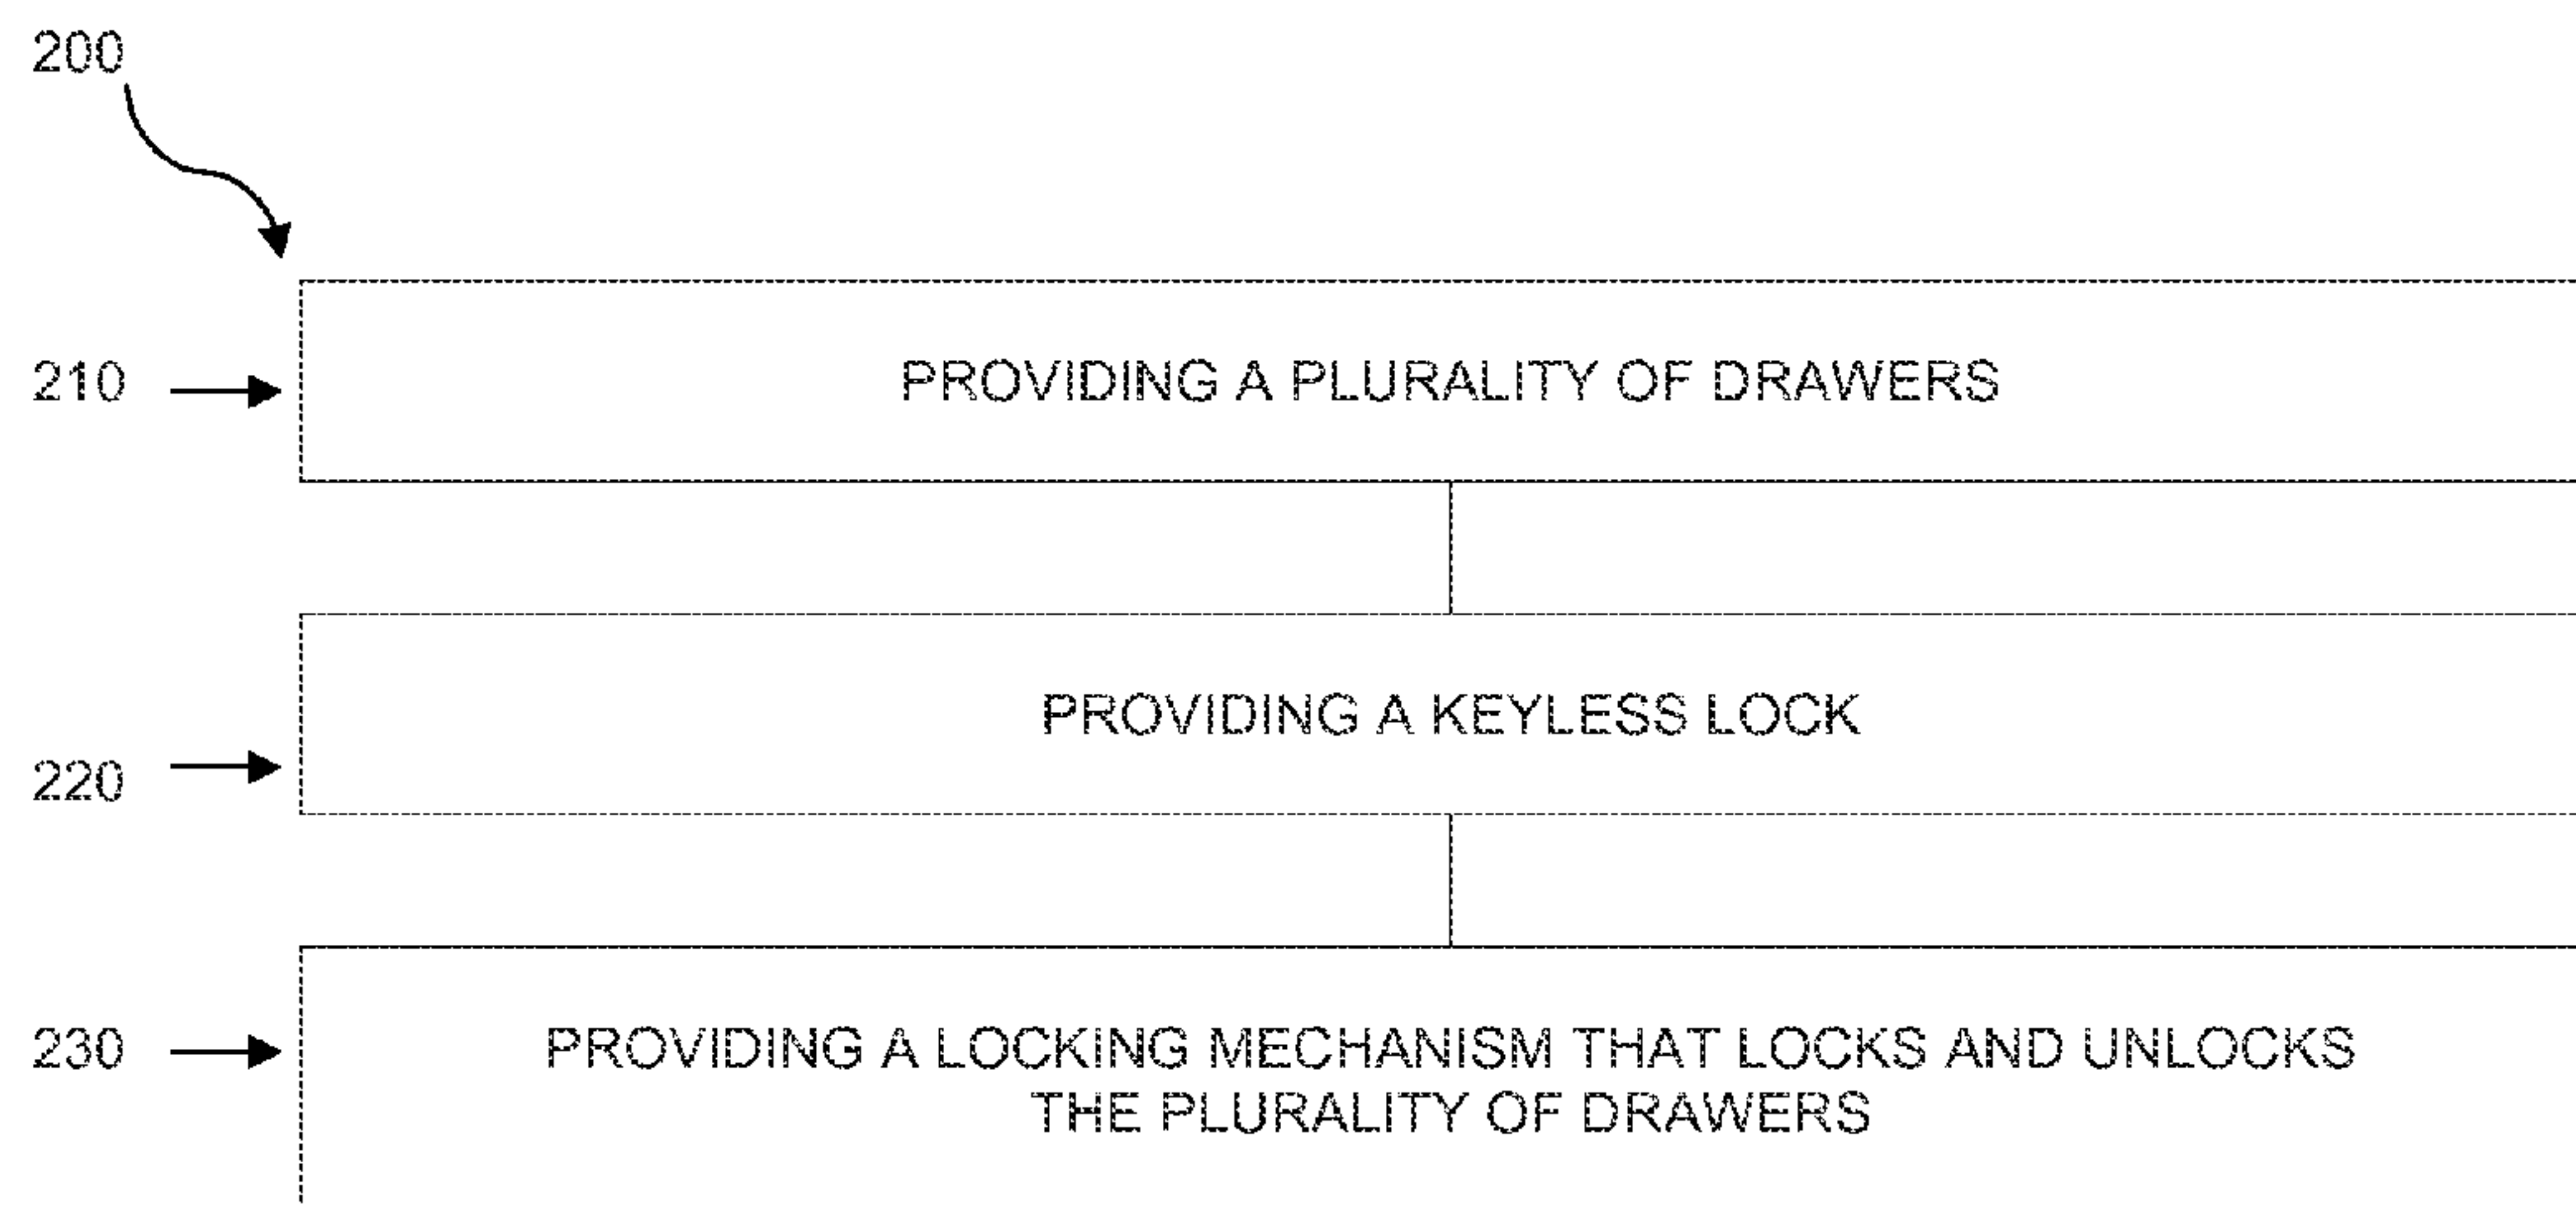 200
210
PROVIDING A PLURALITY OF DRAWERS
220
PROVIDING A KEYLESS LOCK
230
PROVIDING A LOCKING MECHANISM THAT LOCKS AND UNLOCKS
THE PLURALITY OF DRAWERS